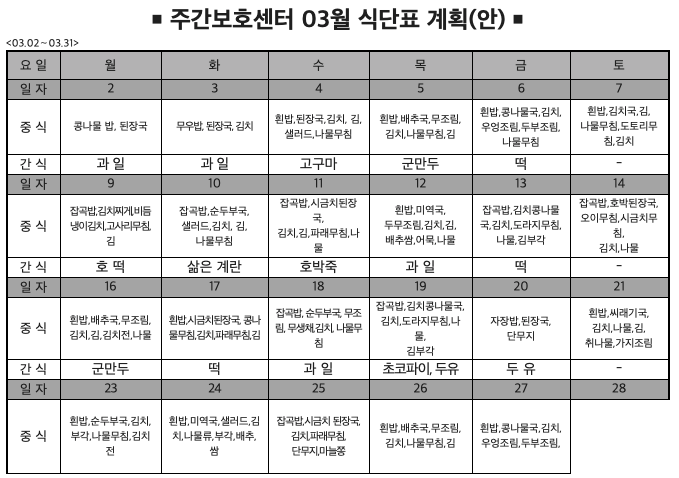 ▪ 주간보호센터 03월 식단표 계획(안) ▪
<03.02~03.31>
요 일 월 화 수 목 금 토
일 자 2 3 4 5 6 7
중 식 콩나물 밥, 된장국 무우밥, 된장국,김치 흰밥,된장국,김치, 김, 샐러드,나물무침 흰밥,배추국,무조림, 김치,나물무침,김 흰밥,콩나물국,김치, 우엉조림,두부조림, 나물무침 흰밥,김치국,김, 나물무침,도토리무침,김치
간 식 과 일 과 일 고구마 군만두 떡 -
일 자 9 10 11 12 13 14
중 식 잡곡밥,김치찌게,비듬냉이김치,고사리무침,김 잡곡밥,순두부국, 샐러드,김치, 김, 나물무침 잡곡밥,시금치된장국, 김치,김,파래무침,나물 흰밥,미역국, 두무조림,김치,김, 배추쌈,어묵,나물 잡곡밥,김치콩나물국,김치,도라지무침, 나물,김부각 잡곡밥,호박된장국, 오이무침,시금치무침, 김치,나물
간 식 호 떡 삶은 계란 호박죽 과 일 떡 -
일 자 16 17 18 19 20 21
중 식 흰밥,배추국,무조림, 김치,김,김치전,나물 흰밥,시금치된장국, 콩나물무침,김치,파래무침,김 잡곡밥, 순두부국, 무조림, 무생채,김치, 나물무침 잡곡밥,김치콩나물국, 김치,도라지무침,나물, 김부각 자장밥,된장국, 단무지 흰밥,씨래기국, 김치,나물,김, 취나물,가지조림
간 식 군만두 떡 과 일 초코파이, 두유 두 유 -
일 자 23 24 25 26 27 28
중 식 흰밥,순두부국,김치, 부각,나물무침,김치전 흰밥,미역국,샐러드,김치,나물류,부각,배추,쌈 잡곡밥,시금치 된장국, 김치,파래무침, 단무지,마늘쫑 흰밥,배추국,무조림, 김치,나물무침,김 흰밥,콩나물국,김치, 우엉조림,두부조림,